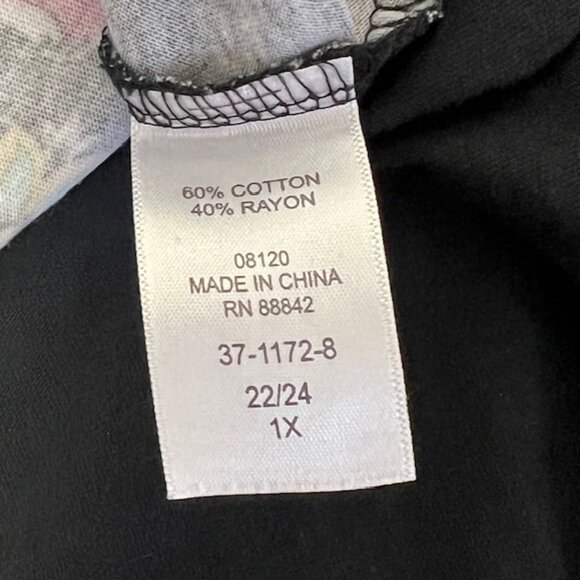 60% COTTON
40% RAYON
08120
MADE IN CHINA
RN 88842
37-1172-8
22/24
1X